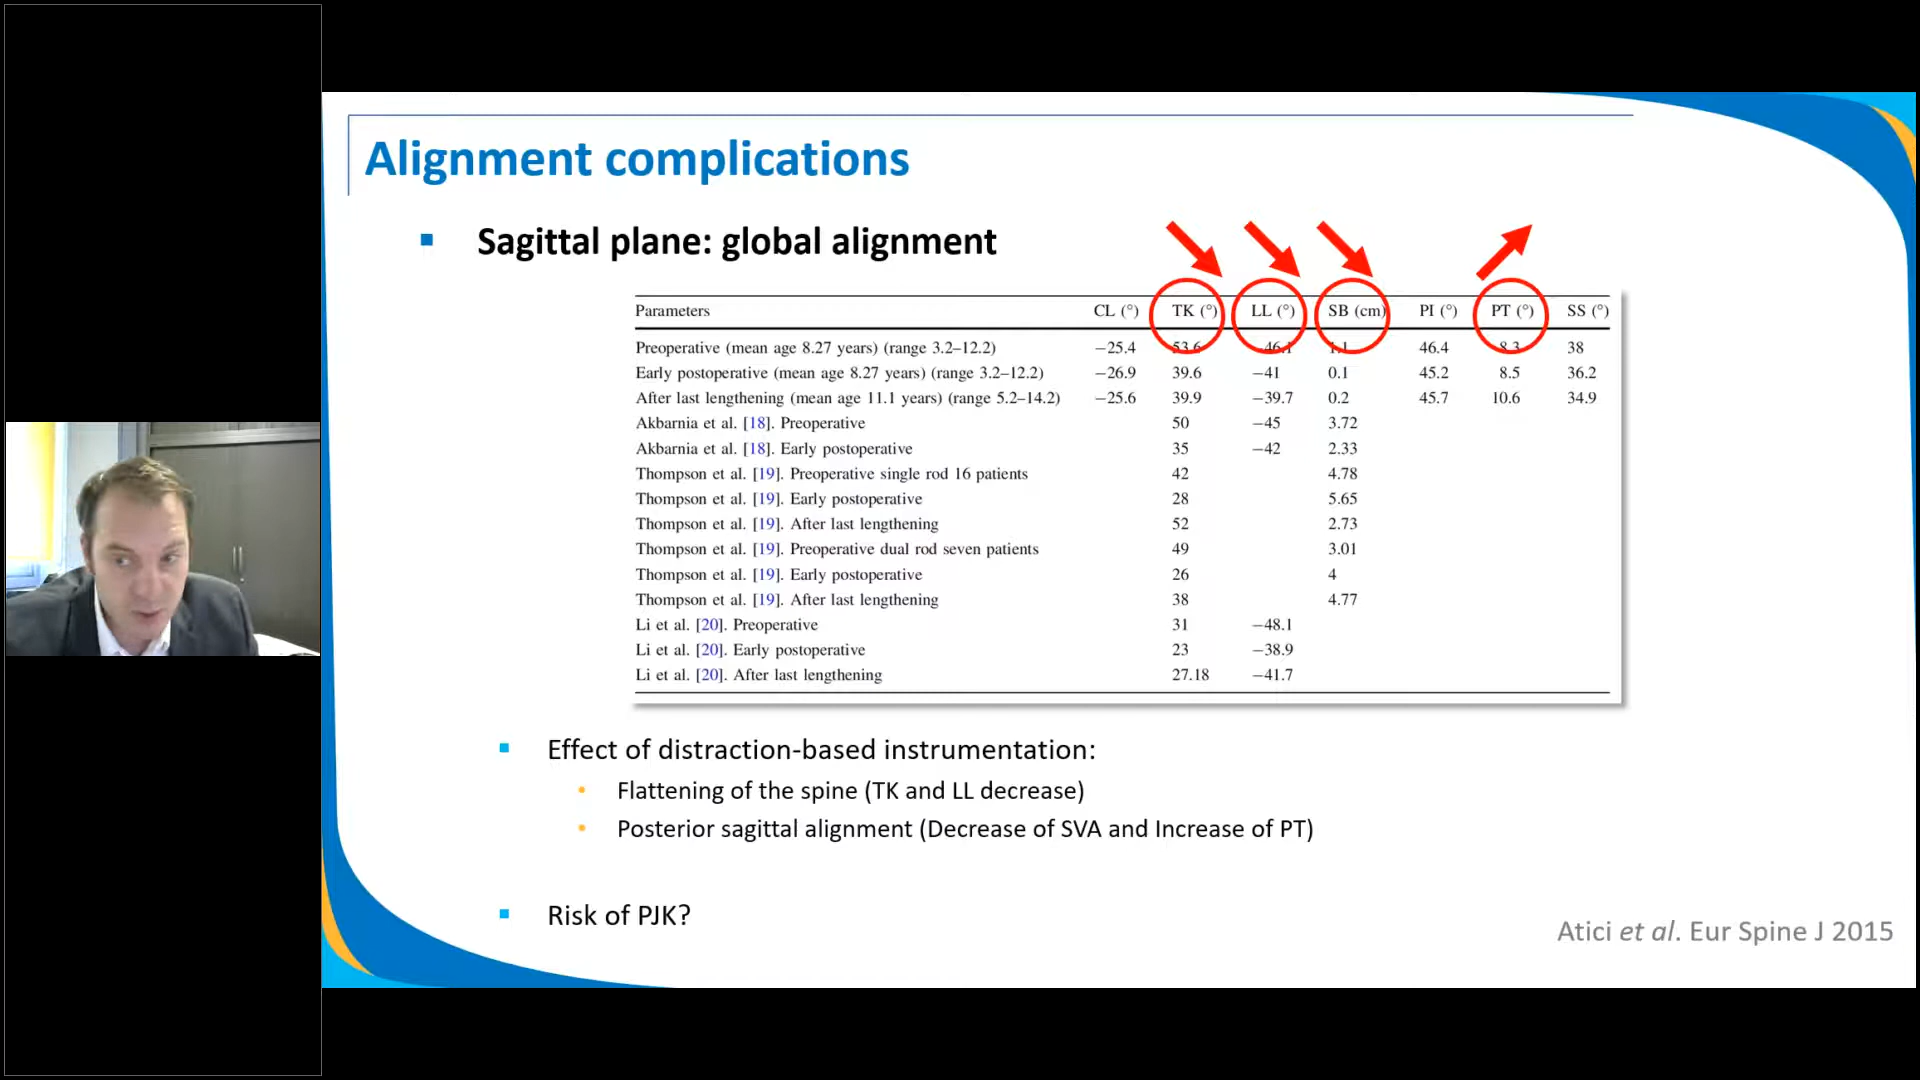 Alignment complications
▪ Sagittal plane: global alignment
Parameters CL (°) TK (°) LL (°) SB (cm) PI (°) PT (°) SS (°)
Preoperative (mean age 8.27 years) (range 3.2–12.2) −25.4 53.6 −46.1 1.1 46.4 8.3 38
Early postoperative (mean age 8.27 years) (range 3.2–12.2) −26.9 39.6 −41 0.1 45.2 8.5 36.2
After last lengthening (mean age 11.1 years) (range 5.2–14.2) −25.6 39.9 −39.7 0.2 45.7 10.6 34.9
Akbarnia et al. [18]. Preoperative 50 −45 3.72
Akbarnia et al. [18]. Early postoperative 35 −42 2.33
Thompson et al. [19]. Preoperative single rod 16 patients 42 4.78
Thompson et al. [19]. Early postoperative 28 5.65
Thompson et al. [19]. After last lengthening 52 2.73
Thompson et al. [19]. Preoperative dual rod seven patients 49 3.01
Thompson et al. [19]. Early postoperative 26 4
Thompson et al. [19]. After last lengthening 38 4.77
Li et al. [20]. Preoperative 31 −48.1
Li et al. [20]. Early postoperative 23 −38.9
Li et al. [20]. After last lengthening 27.18 −41.7
▪ Effect of distraction-based instrumentation:
• Flattening of the spine (TK and LL decrease)
• Posterior sagittal alignment (Decrease of SVA and Increase of PT)
▪ Risk of PJK?
Atici et al. Eur Spine J 2015